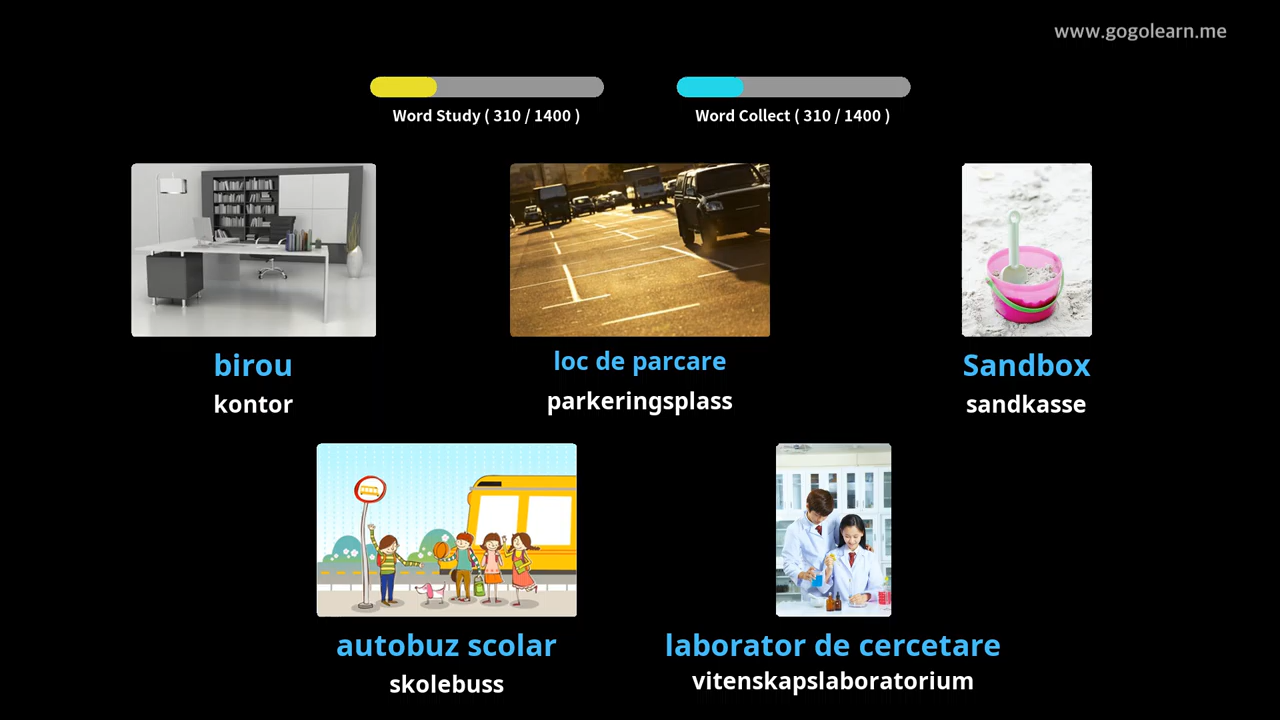 www.gogolearn.me
Word Study ( 310 / 1400 )
Word Collect ( 310 / 1400 )
birou
kontor
loc de parcare
parkeringsplass
Sandbox
sandkasse
autobuz scolar
skolebuss
laborator de cercetare
vitenskapslaboratorium